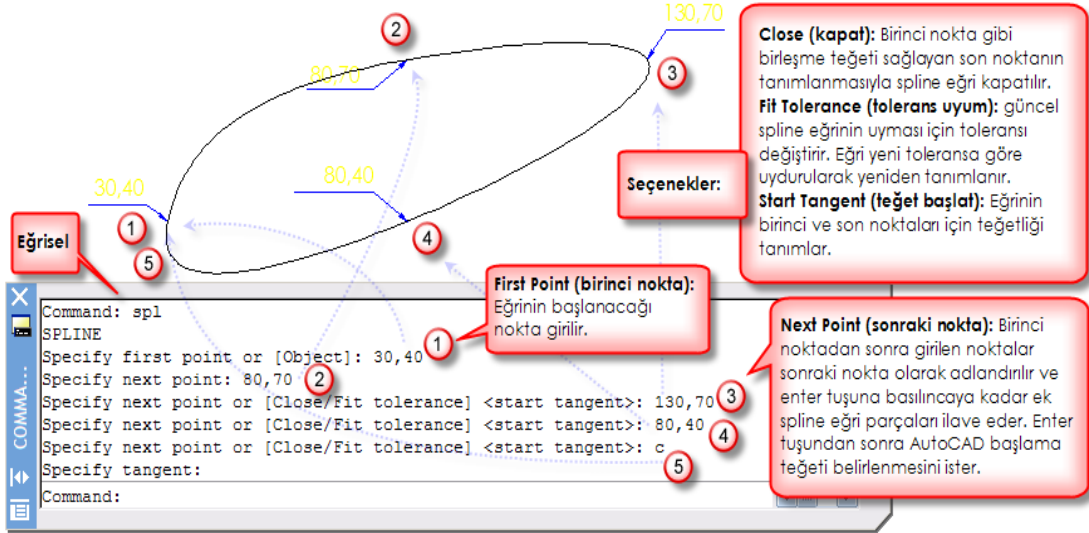 130,70
2
80,70
3
30,40
80,40
1
4
5
Eğrisel
Seçenekler:
Close (kapat): Birinci nokta gibi
birleşme teğeti sağlayan son noktanın
tanımlanmasıyla spline eğri kapatılır.
Fit Tolerance (tolerans uyum): güncel
spline eğrinin uyması için toleransı
değiştirir. Eğri yeni toleransa göre
uydurularak yeniden tanımlanır.
Start Tangent (teğet başlat): Eğrinin
birinci ve son noktaları için teğetliği
tanımlar.
First Point (birinci nokta):
Eğrinin başlanacağı
nokta girilir.
Next Point (sonraki nokta): Birinci
noktadan sonra girilen noktalar
sonraki nokta olarak adlandırılır ve
enter tuşuna basılıncaya kadar ek
spline eğri parçaları ilave eder. Enter
tuşundan sonra AutoCAD başlama
teğeti belirlenmesini ister.
COMMA...
Command: spl
SPLINE
Specify first point or [Object]: 30,40 1
Specify next point: 80,70 2
Specify next point or [Close/Fit tolerance] <start tangent>: 130,70 3
Specify next point or [Close/Fit tolerance] <start tangent>: 80,40 4
Specify next point or [Close/Fit tolerance] <start tangent>: c 5
Specify tangent:
Command: